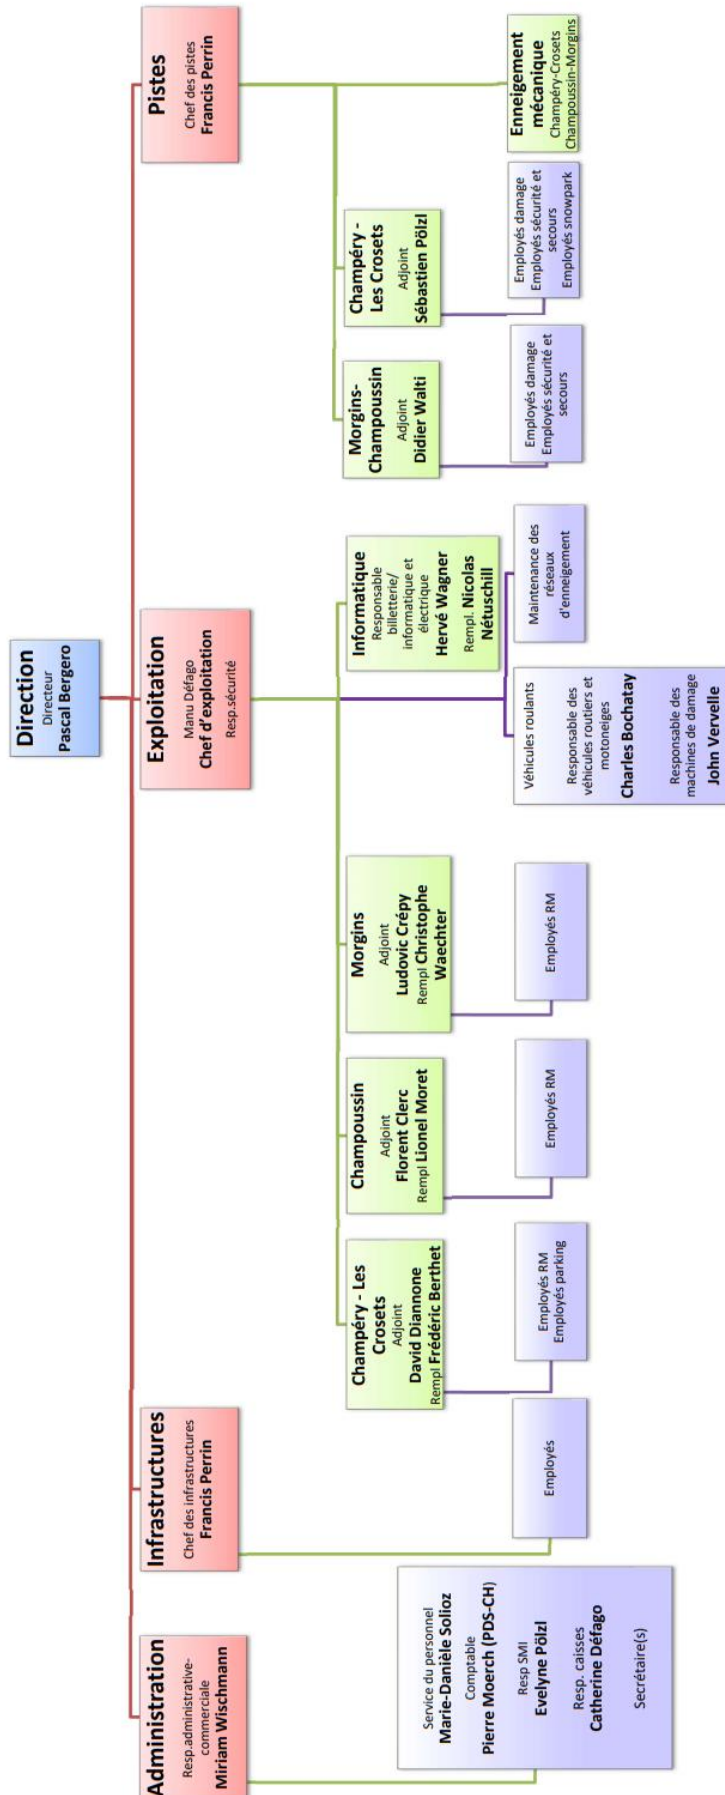 Direction
Directeur
Pascal Bergero
Administration
Resp.administrative-
commerciale
Miriam Wischmann
Infrastructures
Chef des infrastructures
Francis Perrin
Exploitation
Manu Défago
Chef d'exploitation
Resp.sécurité
Pistes
Chef des pistes
Francis Perrin
Champéry - Les
Crosets
Adjoint
David Diannone
Rempl Frédéric Berthet
Champoussin
Adjoint
Florent Clerc
Rempl Lionel Moret
Morgins
Adjoint
Ludovic Crépy
Rempl Christophe
Waechter
Informatique
Responsable
billetterie/
informatique et
électrique
Hervé Wagner
Rempl. Nicolas
Nétuschill
Morgins-
Champoussin
Adjoint
Didier Walti
Champéry -
Les Crosets
Adjoint
Sébastien Pölzl
Enneigement
mécanique
Champéry-Crosets
Champoussin-Morgins
Service du personnel
Marie-Danièle Solioz
Comptable
Pierre Moerch (PDS-CH)
Resp SMI
Evelyne Pölzl
Resp. caisses
Catherine Défago
Secrétaire(s)
Employés
Employés RM
Employés parking
Employés RM
Employés RM
Véhicules roulants
Responsable des
véhicules routiers et
motoneiges
Charles Bochatay
Responsable des
machines de damage
John Vervelle
Maintenance des
réseaux
d'enneigement
Employés damage
Employés sécurité et
secours
Employés damage
Employés sécurité et
secours
Employés snowpark